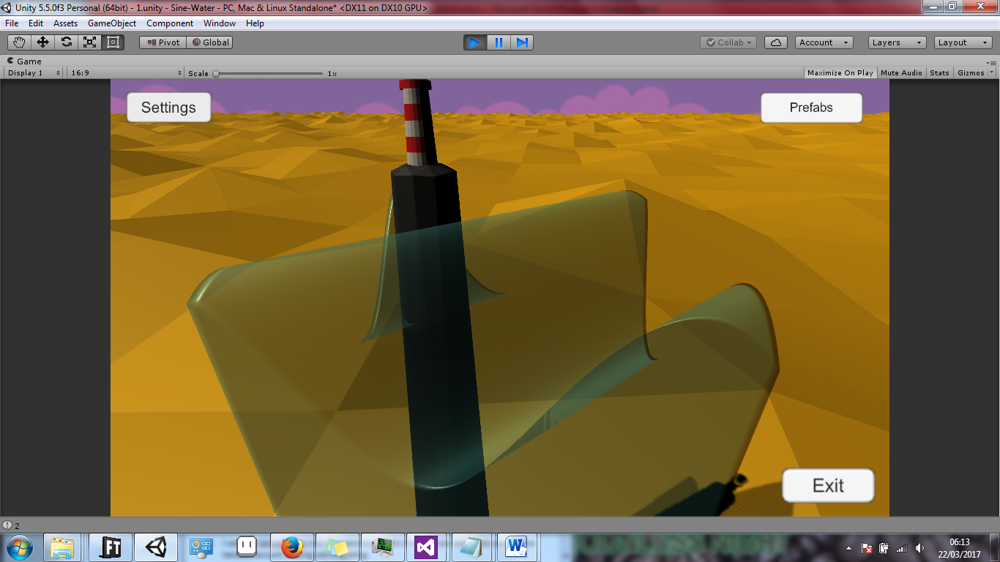 Unity 5.5.0f3 Personal (64bit) - 1.unity - Sine-Water - PC, Mac & Linux Standalone* <DX11 on DX10 GPU>
File Edit Assets GameObject Component Window Help
Pivot Global Collab Account Layers Layout
Game
Display 1 16:9 Scale 1x Maximize On Play Mute Audio Stats Gizmos
Settings Prefabs
Exit
2
06:13
22/03/2017